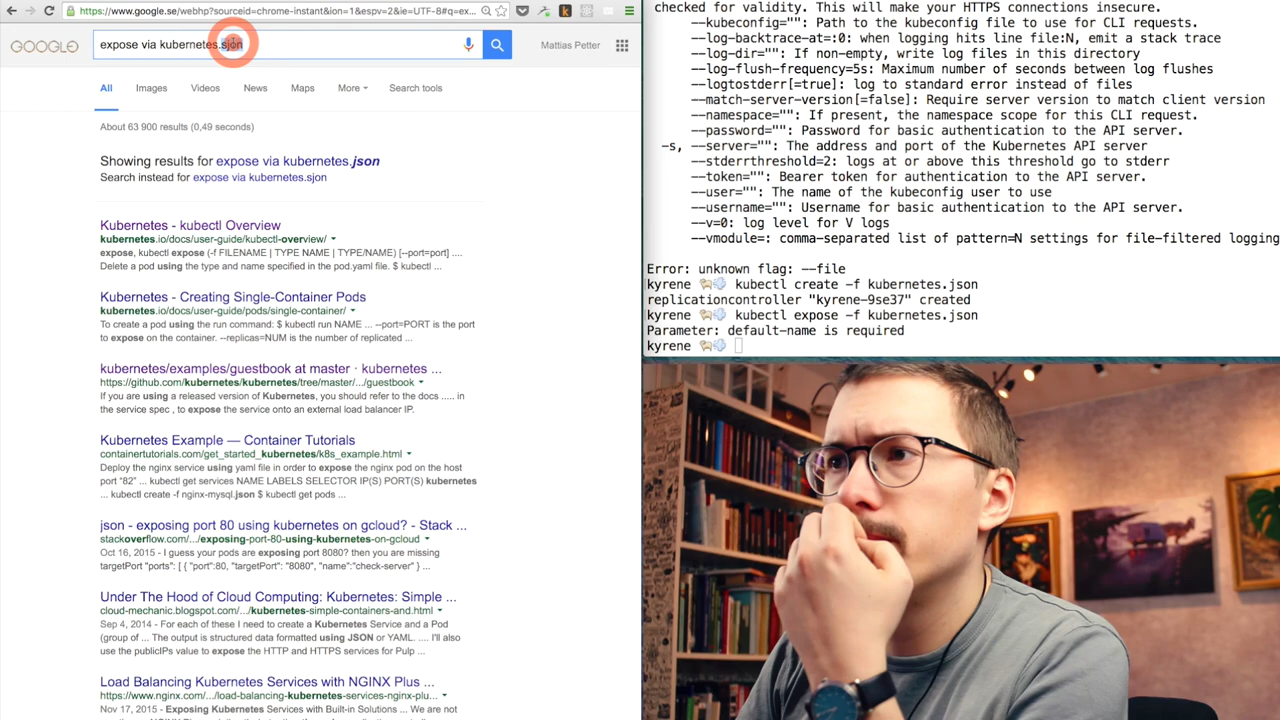 https://www.google.se/webhp?sourceid=chrome-instant&ion=1&espv=2&ie=UTF-8#q=ex...
GOOGLE
expose via kubernetes.sjon
Mattias Petter
All Images Videos News Maps More Search tools
About 63 900 results (0,49 seconds)
Showing results for expose via kubernetes.json
Search instead for expose via kubernetes.sjon
Kubernetes - kubectl Overview
kubernetes.io/docs/user-guide/kubectl-overview/
expose, kubectl expose (-f FILENAME | TYPE NAME | TYPE/NAME) [--port=port] ....
Delete a pod using the type and name specified in the pod.yaml file. $ kubectl ...
Kubernetes - Creating Single-Container Pods
kubernetes.io/docs/user-guide/pods/single-container/
To create a pod using the run command: $ kubectl run NAME ... --port=PORT is the port
to expose on the container. --replicas=NUM is the number of replicated ...
kubernetes/examples/guestbook at master · kubernetes ...
https://github.com/kubernetes/kubernetes/tree/master/.../guestbook
If you are using a released version of Kubernetes, you should refer to the docs ..... in
the service spec , to expose the service onto an external load balancer IP.
Kubernetes Example — Container Tutorials
containertutorials.com/get_started_kubernetes/k8s_example.html
Deploy the nginx service using yaml file in order to expose the nginx pod on the host
port "82" ... kubectl get services NAME LABELS SELECTOR IP(S) PORT(S) kubernetes
... kubectl create -f nginx-mysql.json $ kubectl get pods ...
json - exposing port 80 using kubernetes on gcloud? - Stack ...
stackoverflow.com/.../exposing-port-80-using-kubernetes-on-gcloud
Oct 16, 2015 - I guess your pods are exposing port 8080? then you are missing
targetPort "ports": [ { "port":80, "targetPort": "8080", "name":"check-server" } ...
Under The Hood of Cloud Computing: Kubernetes: Simple ...
cloud-mechanic.blogspot.com/.../kubernetes-simple-containers-and.html
Sep 4, 2014 - For each of these I need to create a Kubernetes Service and a Pod
(group of ... The output is structured data formatted using JSON or YAML. .... I'll also
use the publicIPs value to expose the HTTP and HTTPS services for Pulp ...
Load Balancing Kubernetes Services with NGINX Plus ...
https://www.nginx.com/.../load-balancing-kubernetes-services-nginx-plu...
Nov 17, 2015 - Exposing Kubernetes Services with Built-in Solutions ... We are not
checked for validity. This will make your HTTPS connections insecure.
--kubeconfig="": Path to the kubeconfig file to use for CLI requests.
--log-backtrace-at=:0: when logging hits line file:N, emit a stack trace
--log-dir="": If non-empty, write log files in this directory
--log-flush-frequency=5s: Maximum number of seconds between log flushes
--logtostderr[=true]: log to standard error instead of files
--match-server-version[=false]: Require server version to match client version
--namespace="": If present, the namespace scope for this CLI request.
--password="": Password for basic authentication to the API server.
-s, --server="": The address and port of the Kubernetes API server
--stderrthreshold=2: logs at or above this threshold go to stderr
--token="": Bearer token for authentication to the API server.
--user="": The name of the kubeconfig user to use
--username="": Username for basic authentication to the API server.
--v=0: log level for V logs
--vmodule=: comma-separated list of pattern=N settings for file-filtered logging
Error: unknown flag: --file
kyrene 🐑💨 kubectl create -f kubernetes.json
replicationcontroller "kyrene-9se37" created
kyrene 🐑💨 kubectl expose -f kubernetes.json
Parameter: default-name is required
kyrene 🐑💨